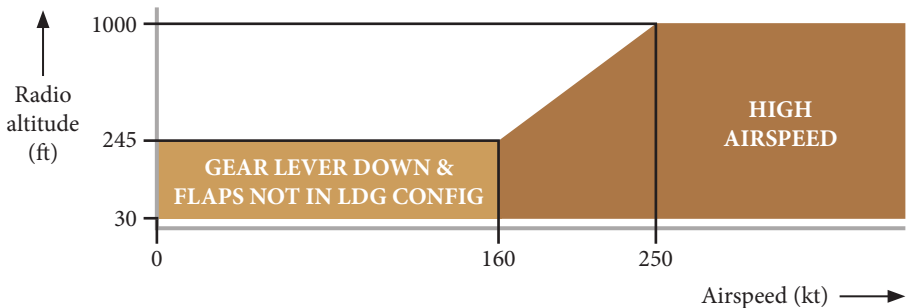 1000
Radio
altitude
(ft)
HIGH
AIRSPEED
245
GEAR LEVER DOWN &
FLAPS NOT IN LDG CONFIG
30
0
160
250
Airspeed (kt)